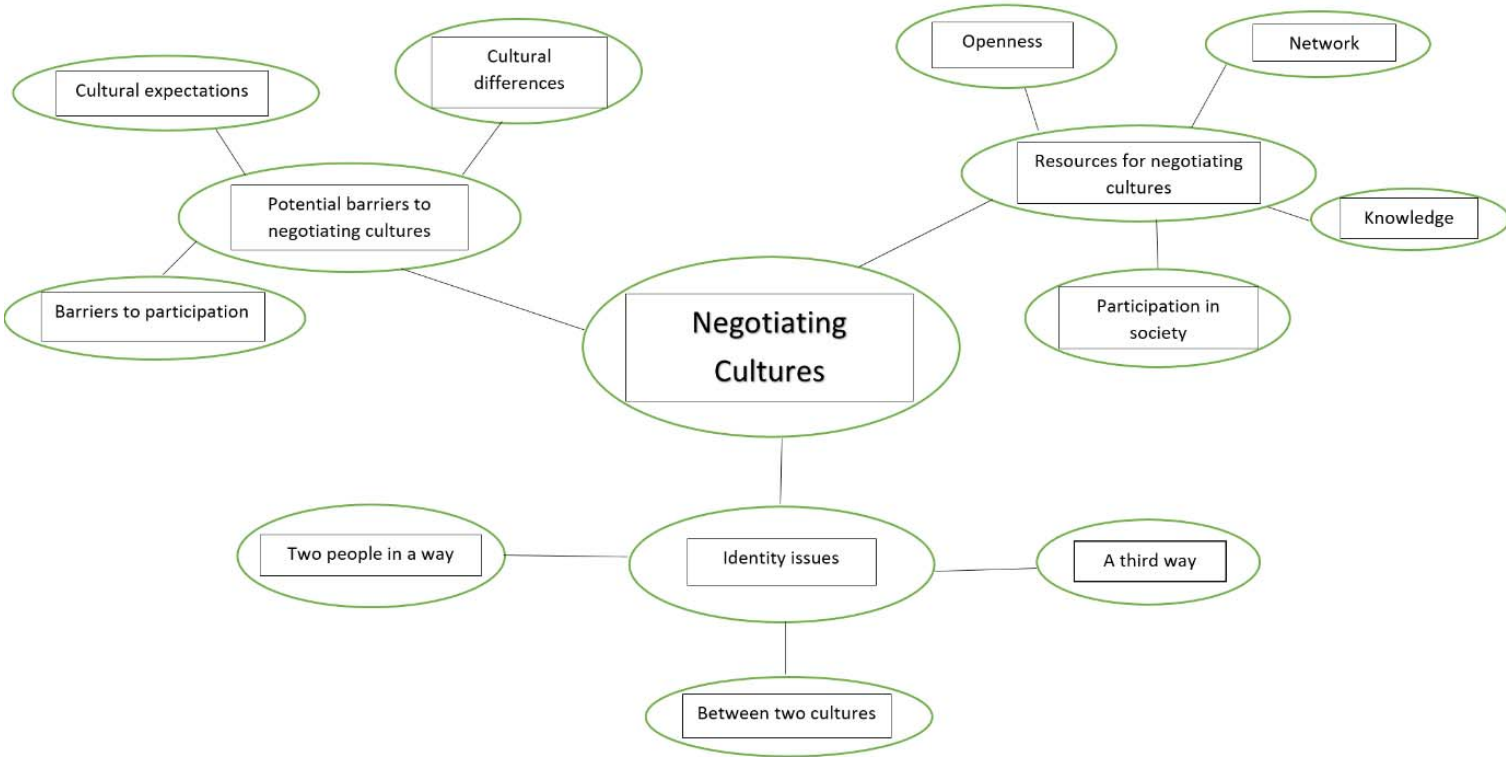 Openness
Network
Cultural
differences
Cultural expectations
Resources for negotiating
cultures
Potential barriers to
negotiating cultures
Knowledge
Barriers to participation
Participation in
society
Negotiating
Cultures
Two people in a way
Identity issues
A third way
Between two cultures